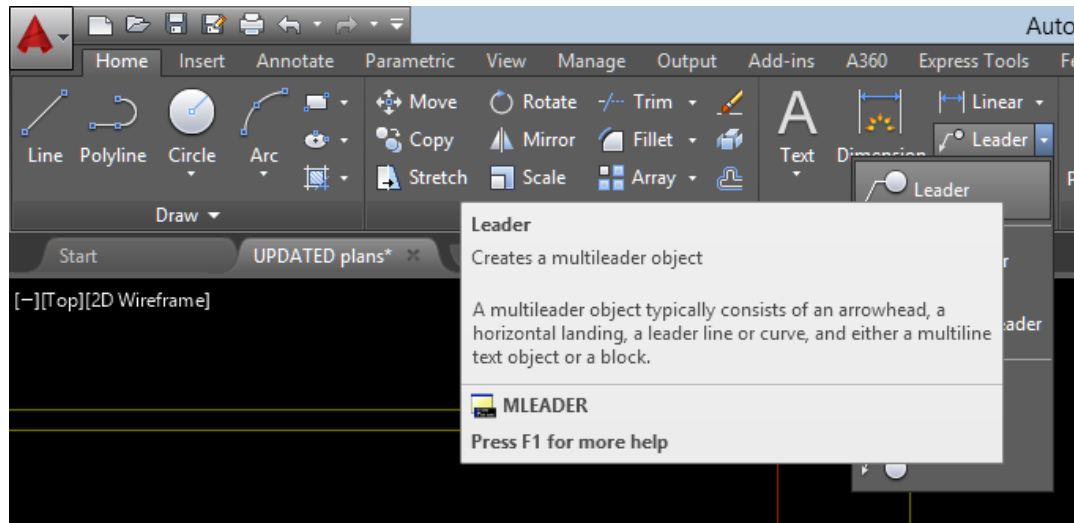 Auto
Home Insert Annotate Parametric View Manage Output Add-ins A360 Express Tools
Move Rotate Trim Linear
Copy Mirror Fillet Leader
Line Polyline Circle Arc Text Dimension
Stretch Scale Array
Leader
Draw
Start UPDATED plans*
[−][Top][2D Wireframe]
Leader
Creates a multileader object
A multileader object typically consists of an arrowhead, a
horizontal landing, a leader line or curve, and either a multiline
text object or a block.
MLEADER
Press F1 for more help